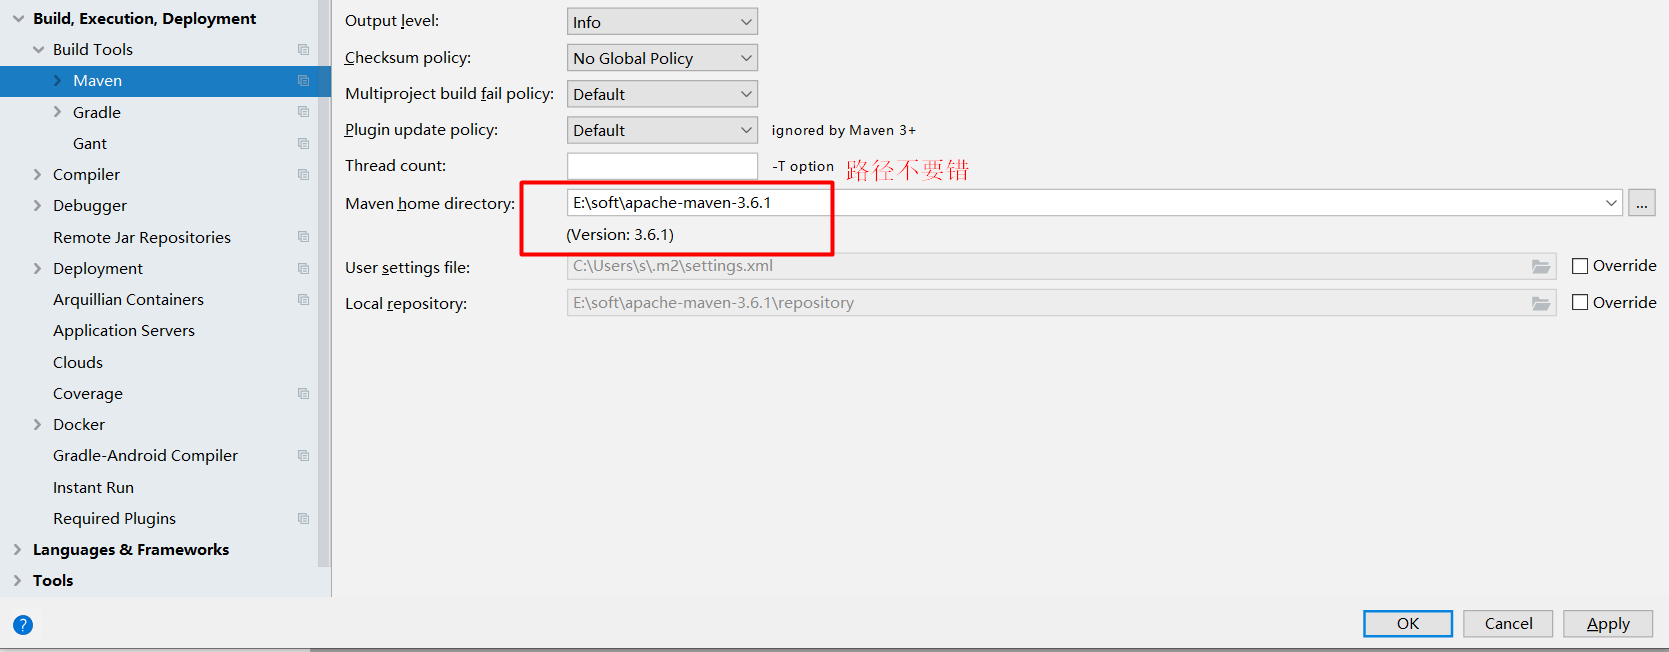 Build, Execution, Deployment
Build Tools
Maven
Gradle
Gant
Compiler
Debugger
Remote Jar Repositories
Deployment
Arquillian Containers
Application Servers
Clouds
Coverage
Docker
Gradle-Android Compiler
Instant Run
Required Plugins
Languages & Frameworks
Tools
?
Output level: Info
Checksum policy: No Global Policy
Multiproject build fail policy: Default
Plugin update policy: Default ignored by Maven 3+
Thread count: -T option 路径不要错
Maven home directory: E:\soft\apache-maven-3.6.1 ...
(Version: 3.6.1)
User settings file: C:\Users\s\.m2\settings.xml Override
Local repository: E:\soft\apache-maven-3.6.1\repository Override
OK Cancel Apply